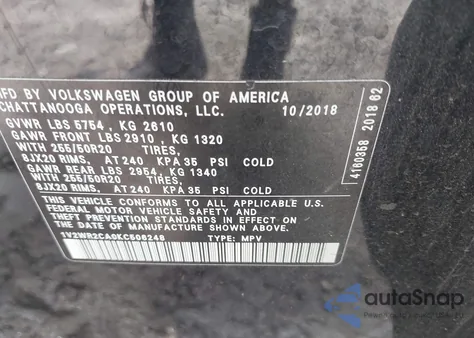 MFD BY VOLKSWAGEN GROUP OF AMERICA
CHATTANOOGA OPERATIONS, LLC. 10/2018
GVWR LBS 5754 , KG 2610
GAWR FRONT LBS 2910 , KG 1320
WITH 255/50R20 TIRES,
8JX20 RIMS, AT 240 KPA 35 PSI COLD
GAWR REAR LBS 2954, KG 1340
WITH 255/50R20 TIRES,
8JX20 RIMS, AT 240 KPA 35 PSI COLD
THIS VEHICLE CONFORMS TO ALL APPLICABLE U.S.
FEDERAL MOTOR VEHICLE SAFETY AND
THEFT PREVENTION STANDARDS IN EFFECT ON
THE DATE OF MANUFACTURE SHOWN ABOVE
1V2WR2CA0KC506248 TYPE: MPV
4160358 2018 62
autoSnap